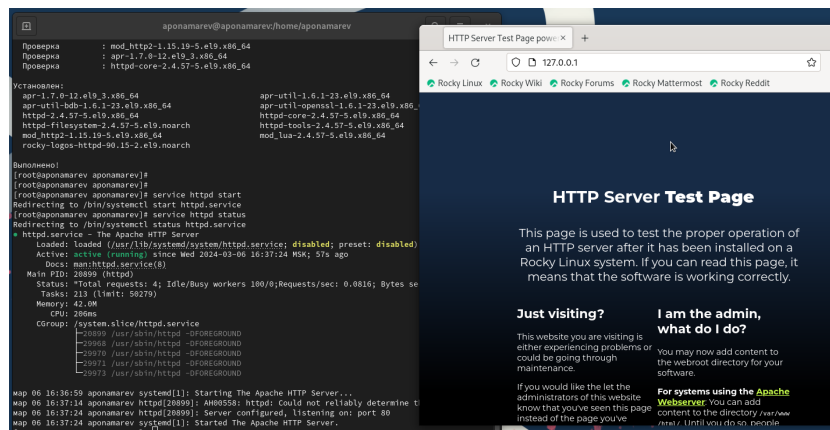 aponamarev@aponamarev:/home/aponamarev
Проверка : mod_http2-1.15.19-5.el9.x86_64
Проверка : apr-1.7.0-12.el9_3.x86_64
Проверка : httpd-core-2.4.57-5.el9.x86_64
Установлен:
apr-1.7.0-12.el9_3.x86_64 apr-util-1.6.1-23.el9.x86_64
apr-util-bdb-1.6.1-23.el9.x86_64 apr-util-openssl-1.6.1-23.el9.x86_
httpd-2.4.57-5.el9.x86_64 httpd-core-2.4.57-5.el9.x86_64
httpd-filesystem-2.4.57-5.el9.noarch httpd-tools-2.4.57-5.el9.x86_64
mod_http2-1.15.19-5.el9.x86_64 mod_lua-2.4.57-5.el9.x86_64
rocky-logos-httpd-90.15-2.el9.noarch
Выполнено!
[root@aponamarev aponamarev]#
[root@aponamarev aponamarev]#
[root@aponamarev aponamarev]# service httpd start
Redirecting to /bin/systemctl start httpd.service
[root@aponamarev aponamarev]# service httpd status
Redirecting to /bin/systemctl status httpd.service
● httpd.service - The Apache HTTP Server
Loaded: loaded (/usr/lib/systemd/system/httpd.service; disabled; preset: disabled)
Active: active (running) since Wed 2024-03-06 16:37:24 MSK; 57s ago
Docs: man:httpd.service(8)
Main PID: 20899 (httpd)
Status: "Total requests: 4; Idle/Busy workers 100/0;Requests/sec: 0.0816; Bytes se
Tasks: 213 (limit: 50279)
Memory: 42.0M
CPU: 206ms
CGroup: /system.slice/httpd.service
├─20899 /usr/sbin/httpd -DFOREGROUND
├─29968 /usr/sbin/httpd -DFOREGROUND
├─29970 /usr/sbin/httpd -DFOREGROUND
├─29971 /usr/sbin/httpd -DFOREGROUND
└─29973 /usr/sbin/httpd -DFOREGROUND
мар 06 16:36:59 aponamarev systemd[1]: Starting The Apache HTTP Server...
мар 06 16:37:14 aponamarev httpd[20899]: AH00558: httpd: Could not reliably determine t
мар 06 16:37:24 aponamarev httpd[20899]: Server configured, listening on: port 80
мар 06 16:37:24 aponamarev systemd[1]: Started The Apache HTTP Server.
HTTP Server Test Page powe
127.0.0.1
Rocky Linux Rocky Wiki Rocky Forums Rocky Mattermost Rocky Reddit
HTTP Server Test Page
This page is used to test the proper operation of
an HTTP server after it has been installed on a
Rocky Linux system. If you can read this page, it
means that the software is working correctly.
Just visiting?
This website you are visiting is
either experiencing problems or
could be going through
maintenance.
If you would like the let the
administrators of this website
know that you've seen this page
instead of the page you've
I am the admin,
what do I do?
You may now add content to
the webroot directory for your
software.
For systems using the Apache
Webserver: You can add
content to the directory /var/www
/html/. Until you do so, people